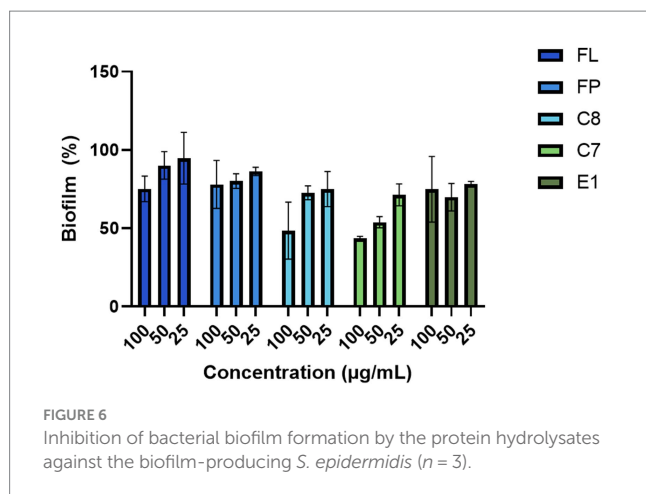 150
100
50
0
Biofilm (%)
FL
FP
C8
C7
E1
100 50 25 100 50 25 100 50 25 100 50 25 100 50 25
Concentration (µg/mL)
FIGURE 6
Inhibition of bacterial biofilm formation by the protein hydrolysates
against the biofilm-producing S. epidermidis (n = 3).